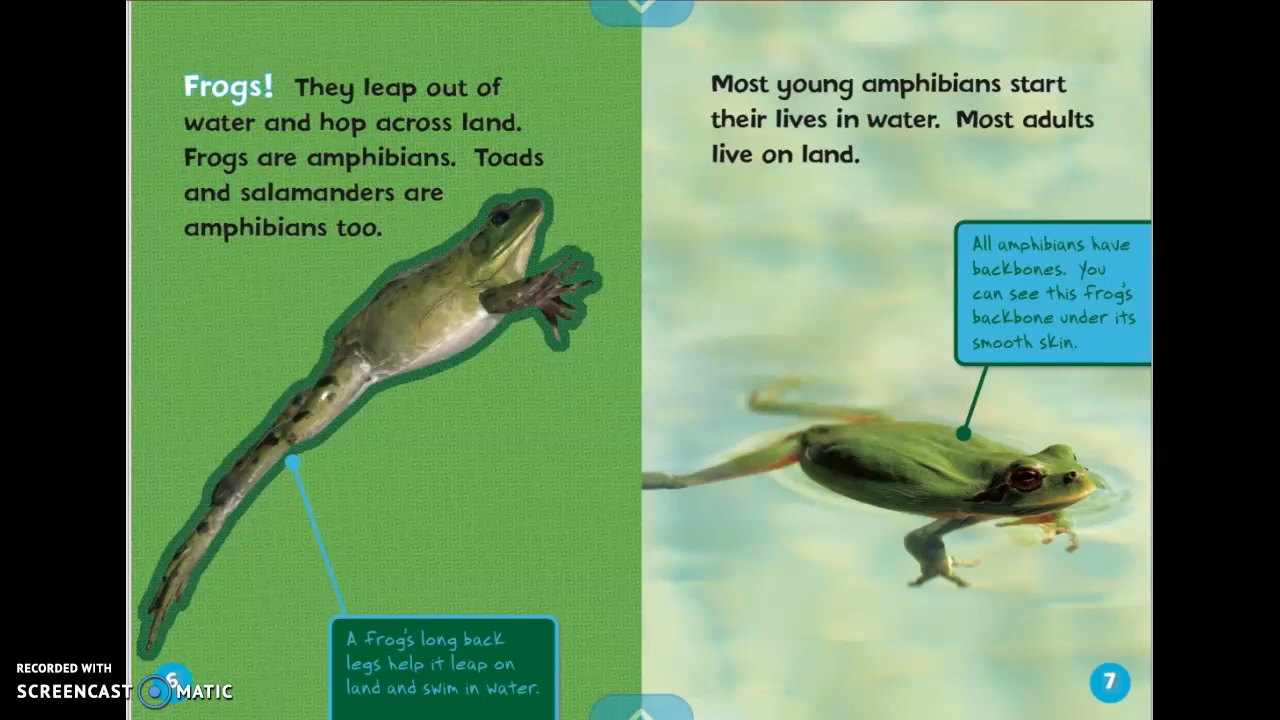 Frogs! They leap out of
water and hop across land.
Frogs are amphibians. Toads
and salamanders are
amphibians too.
A frog's long back
legs help it leap on
land and swim in water.
6
Most young amphibians start
their lives in water. Most adults
live on land.
All amphibians have
backbones. You
can see this frog's
backbone under its
smooth skin.
7
RECORDED WITH
SCREENCAST MATIC